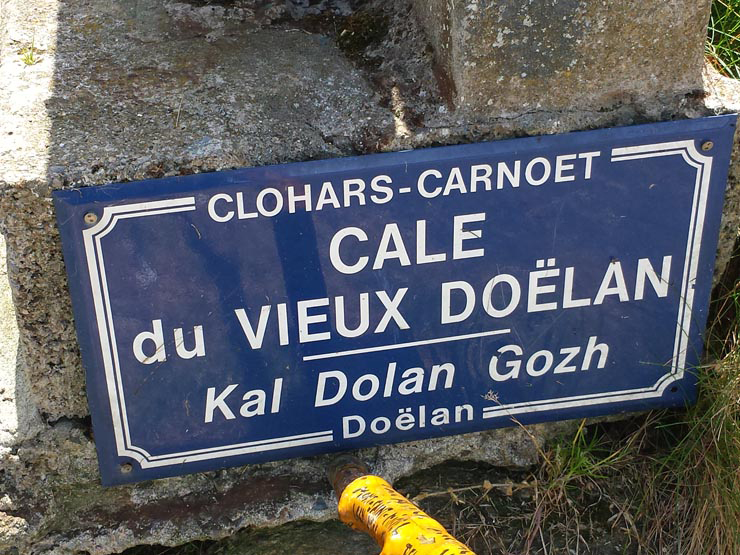 CLOHARS-CARNOET
CALE
du VIEUX DOËLAN
Kal Dolan Gozh
Doëlan